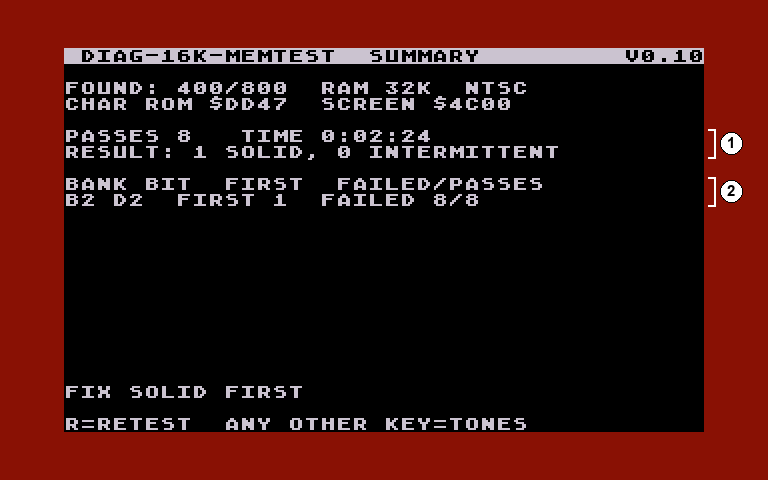 DIAG-16K-MEMTEST SUMMARY V0.10
FOUND: 400/800 RAM 32K NTSC
CHAR ROM $DD47 SCREEN $4C00
PASSES 8 TIME 0:02:24
RESULT: 1 SOLID, 0 INTERMITTENT
1
BANK BIT FIRST FAILED/PASSES
B2 D2 FIRST 1 FAILED 8/8
2
FIX SOLID FIRST
R=RETEST ANY OTHER KEY=TONES